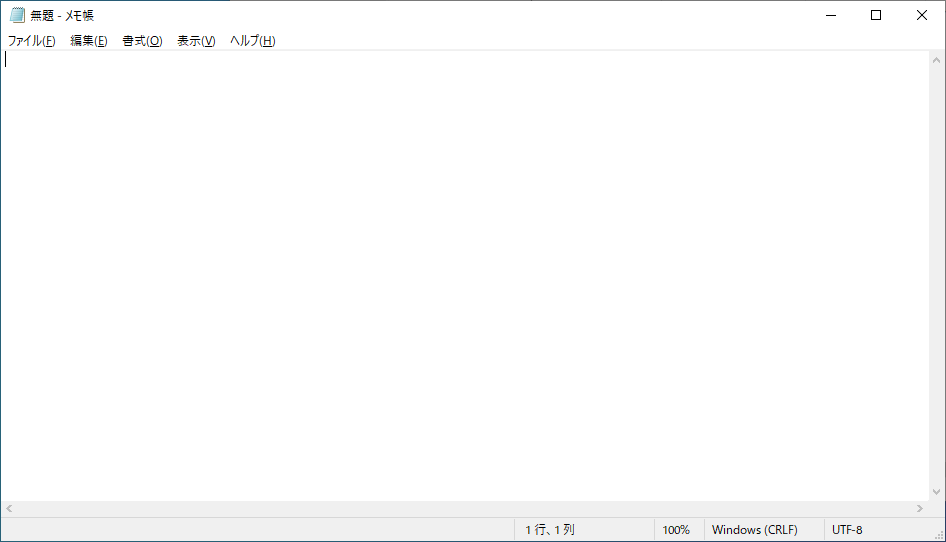 無題 - メモ帳
ファイル(F) 編集(E) 書式(O) 表示(V) ヘルプ(H)
1 行、1 列 100% Windows (CRLF) UTF-8